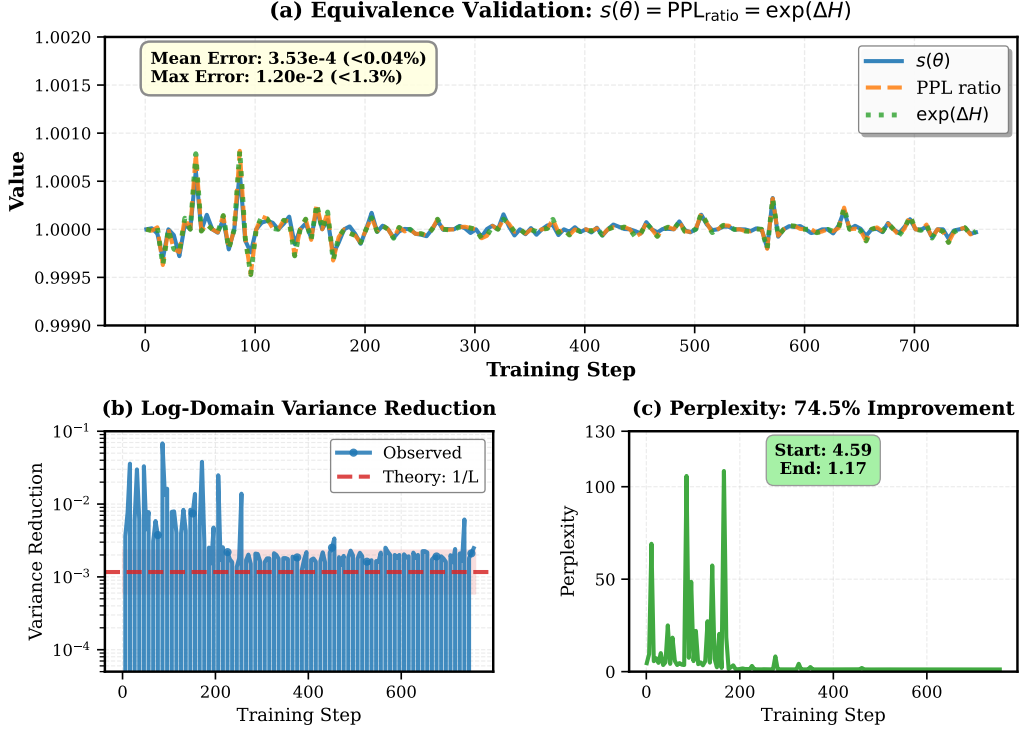 (a) Equivalence Validation: s(θ) = PPL_ratio = exp(ΔH)
1.0020
1.0015
1.0010
1.0005
1.0000
0.9995
0.9990
Value
Mean Error: 3.53e-4 (<0.04%)
Max Error: 1.20e-2 (<1.3%)
s(θ)
PPL ratio
exp(ΔH)
0 100 200 300 400 500 600 700
Training Step
(b) Log-Domain Variance Reduction
10⁻¹
10⁻²
10⁻³
10⁻⁴
Variance Reduction
Observed
Theory: 1/L
0 200 400 600
Training Step
(c) Perplexity: 74.5% Improvement
130
100
50
0
Perplexity
Start: 4.59
End: 1.17
0 200 400 600
Training Step